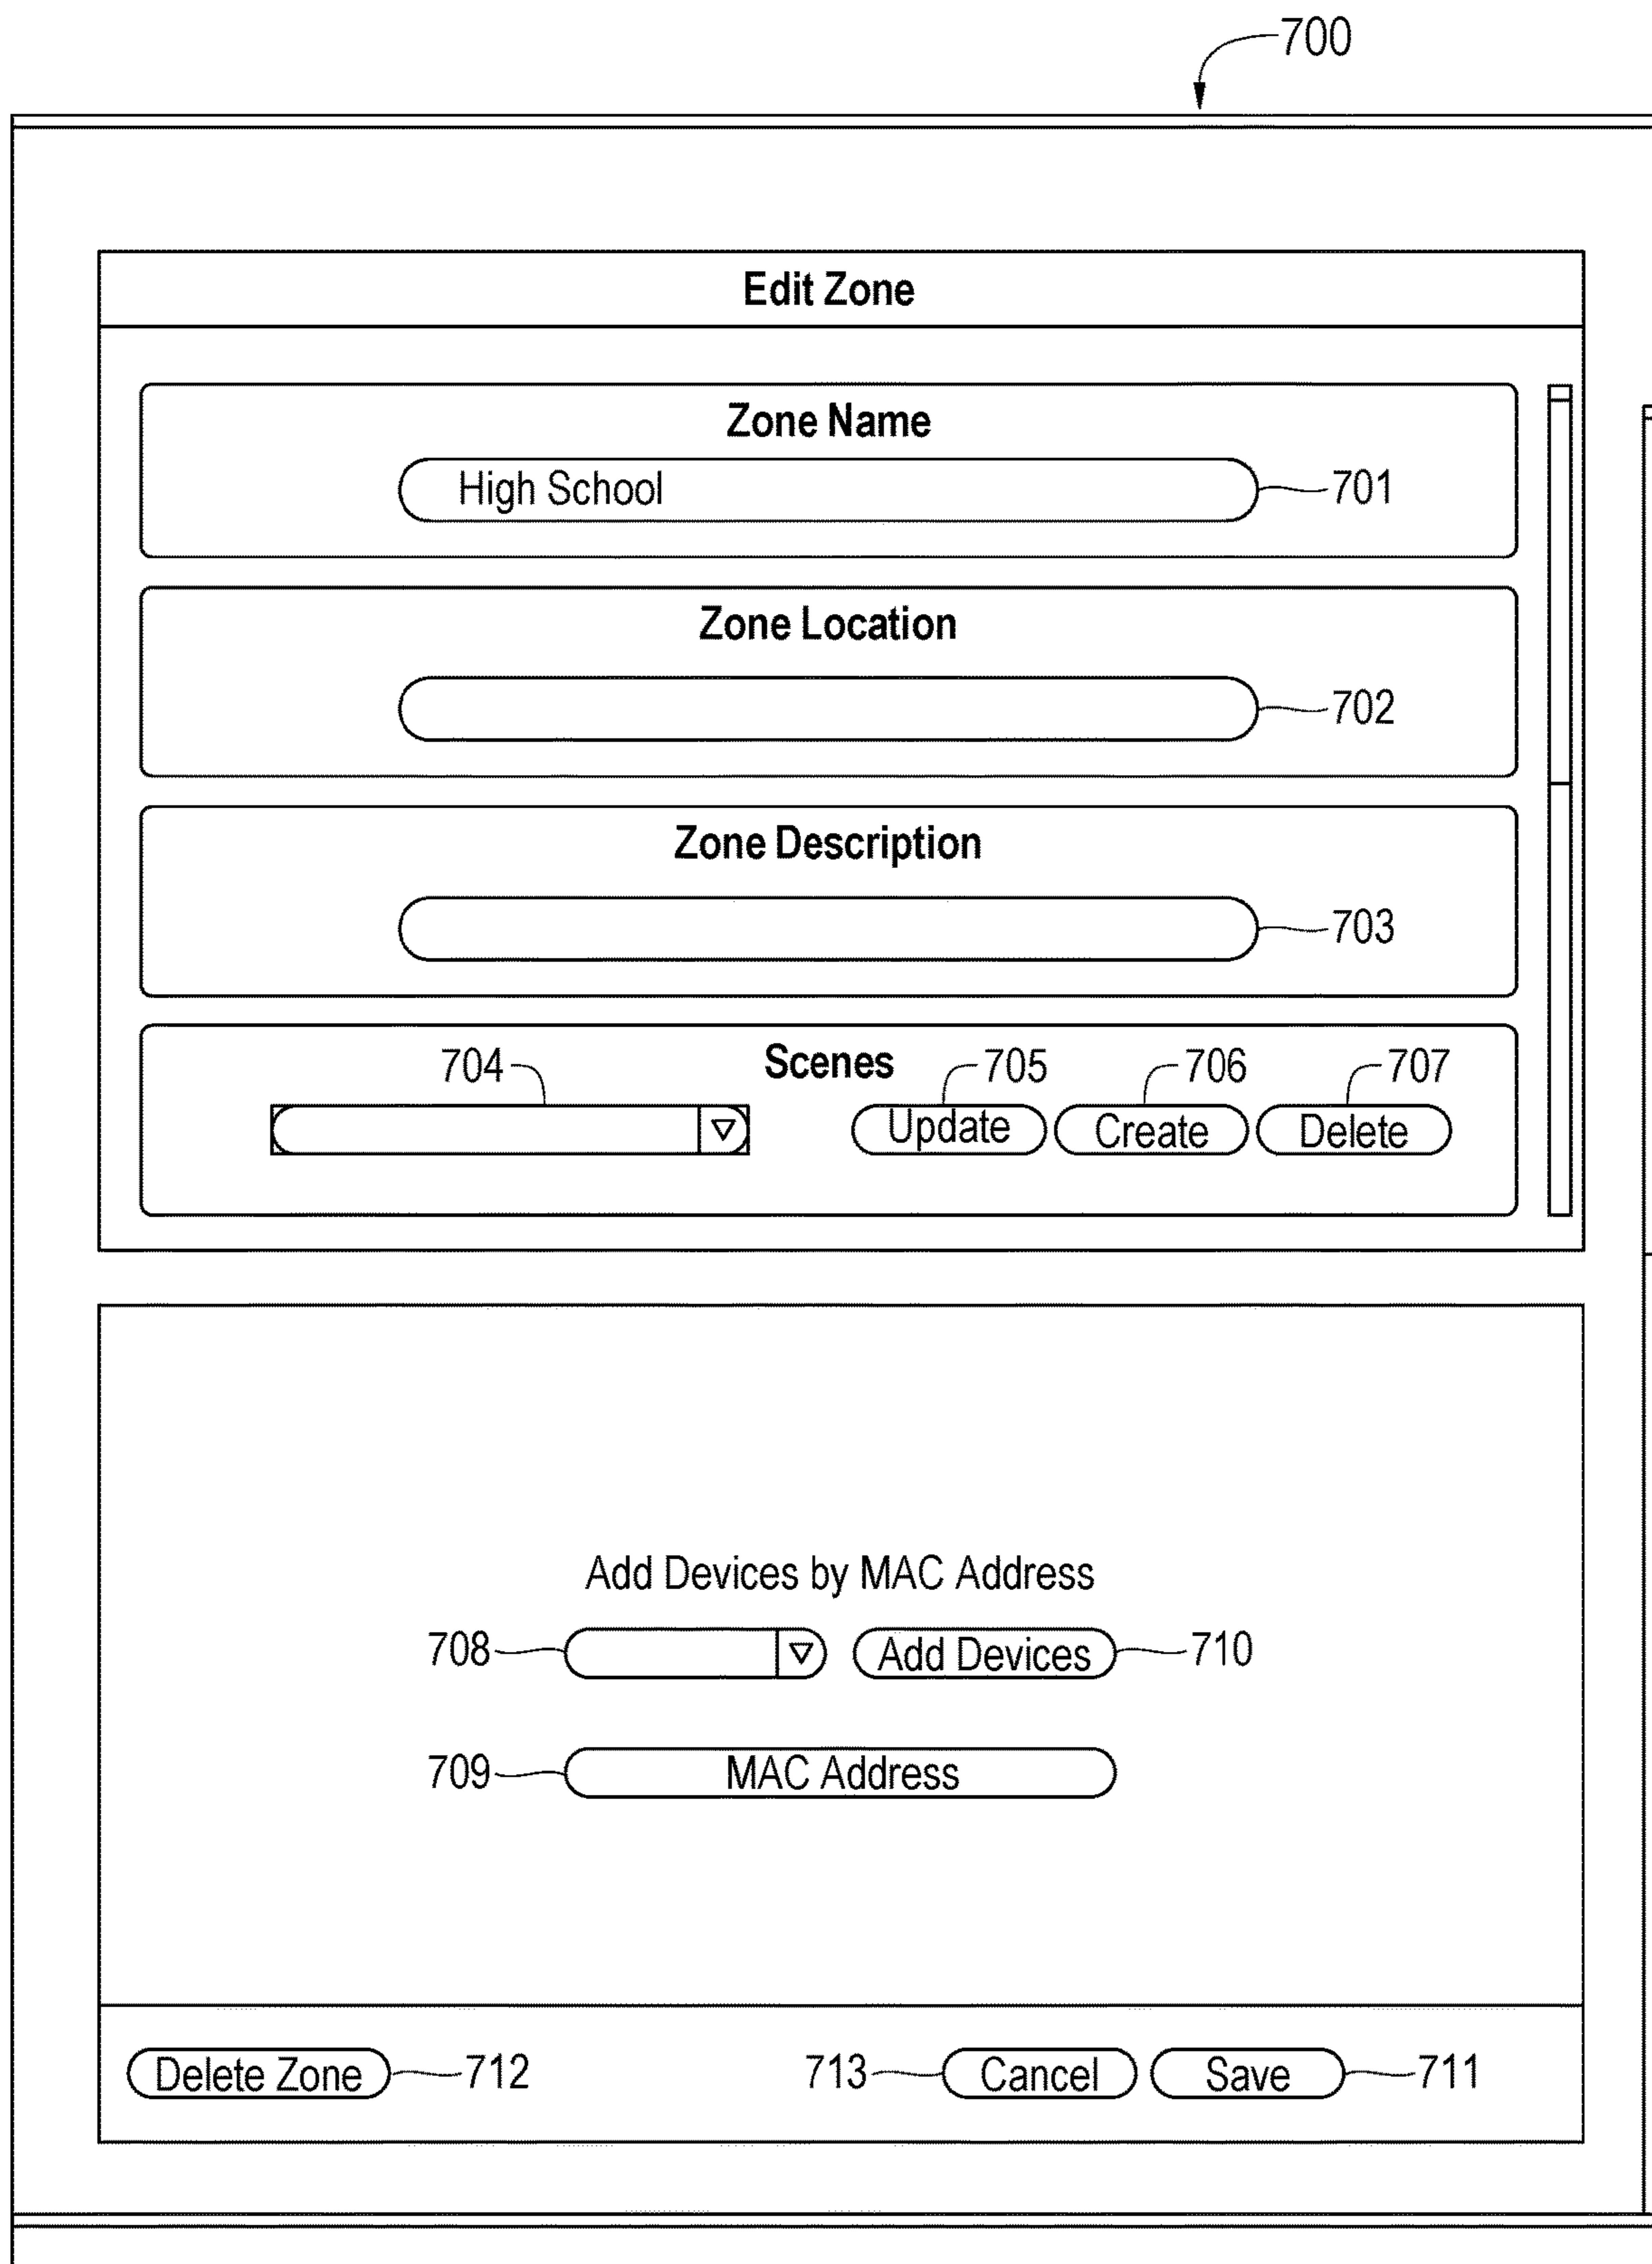 700
Edit Zone
Zone Name
High School 701
Zone Location
702
Zone Description
703
Scenes
704 705 706 707
Update Create Delete
Add Devices by MAC Address
708 Add Devices 710
709 MAC Address
Delete Zone 712 713 Cancel Save 711